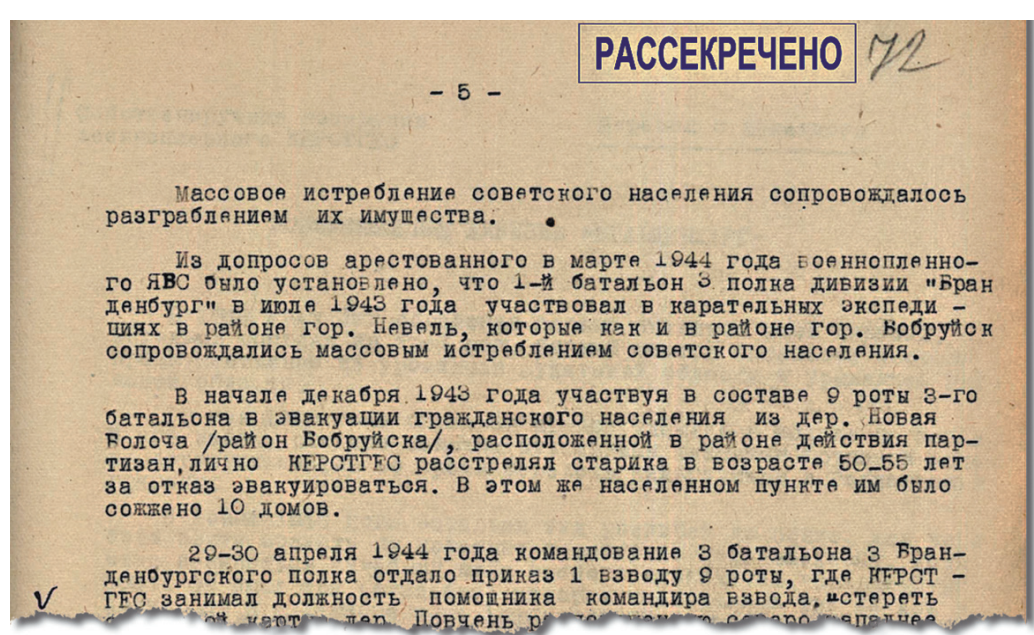 РАССЕКРЕЧЕНО
72
- 5 -
Массовое истребление советского населения сопровождалось
разграблением их имущества.
Из допросов арестованного в марте 1944 года военнопленно-
го ЯВС было установлено, что 1-й батальон 3 полка дивизии "Бран
денбург" в июле 1943 года участвовал в карательных экспеди -
циях в районе гор. Невель, которые как и в районе гор. Бобруйск
сопровождались массовым истреблением советского населения.
В начале декабря 1943 года участвуя в составе 9 роты 3-го
батальона в эвакуации гражданского населения из дер. Новая
Волоча /район Бобруйска/, расположенной в районе действия пар-
тизан, лично КЕРСТГЕС расстрелял старика в возрасте 50-55 лет
за отказ эвакуироваться. В этом же населенном пункте им было
сожжено 10 домов.
29-30 апреля 1944 года командование 3 батальона 3 Бран-
денбургского полка отдало приказ 1 взводу 9 роты, где КЕРСТ -
ГЕС занимал должность помощника командира взвода, "стереть
дер. Повчень